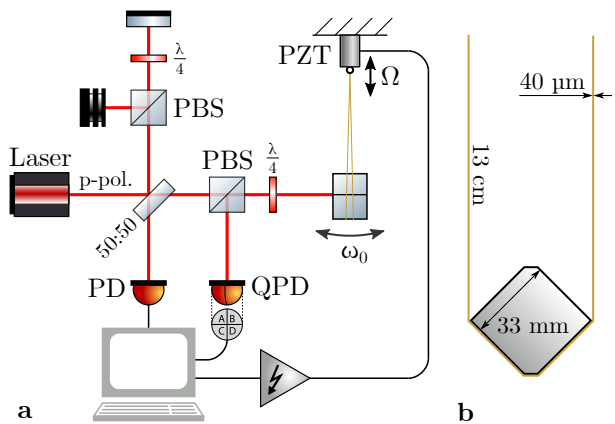 PZT
Ω
λ/4
PBS
Laser
p-pol.
50:50
PBS
λ/4
ω₀
PD
QPD
A B
C D
a
40 µm
13 cm
33 mm
b